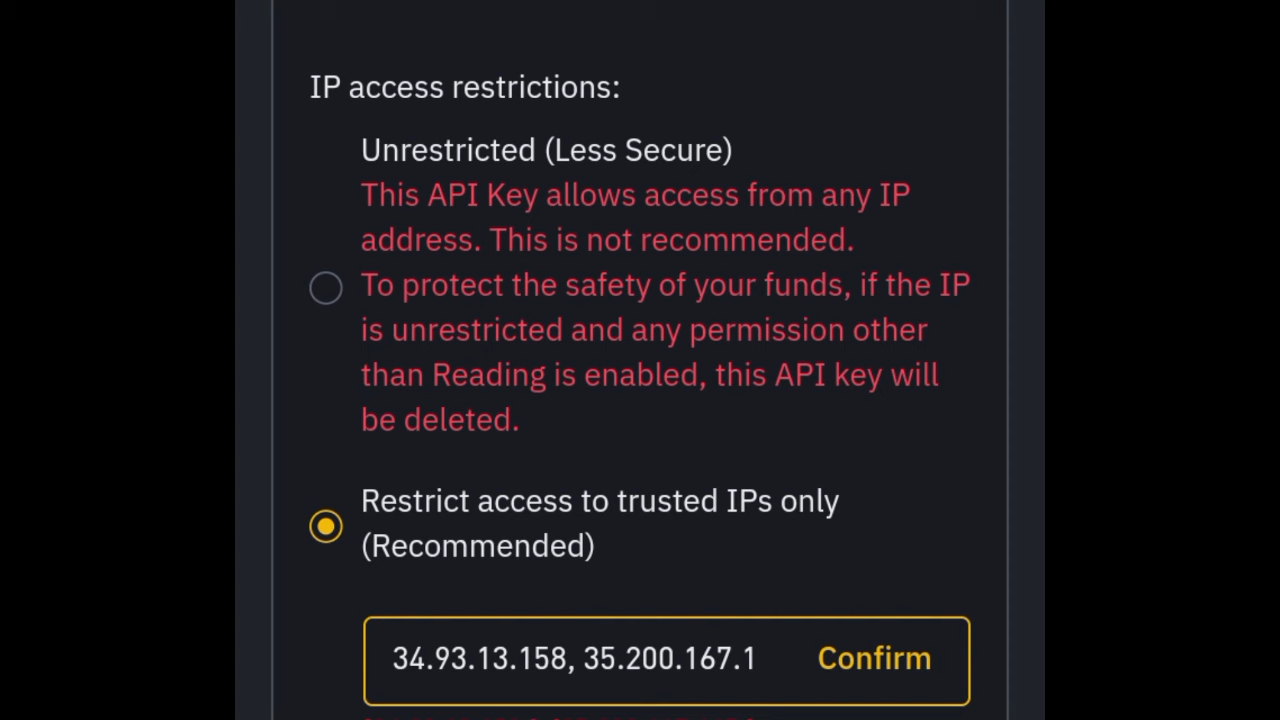 IP access restrictions:
Unrestricted (Less Secure)
This API Key allows access from any IP
address. This is not recommended.
To protect the safety of your funds, if the IP
is unrestricted and any permission other
than Reading is enabled, this API key will
be deleted.
Restrict access to trusted IPs only
(Recommended)
34.93.13.158, 35.200.167.1 Confirm